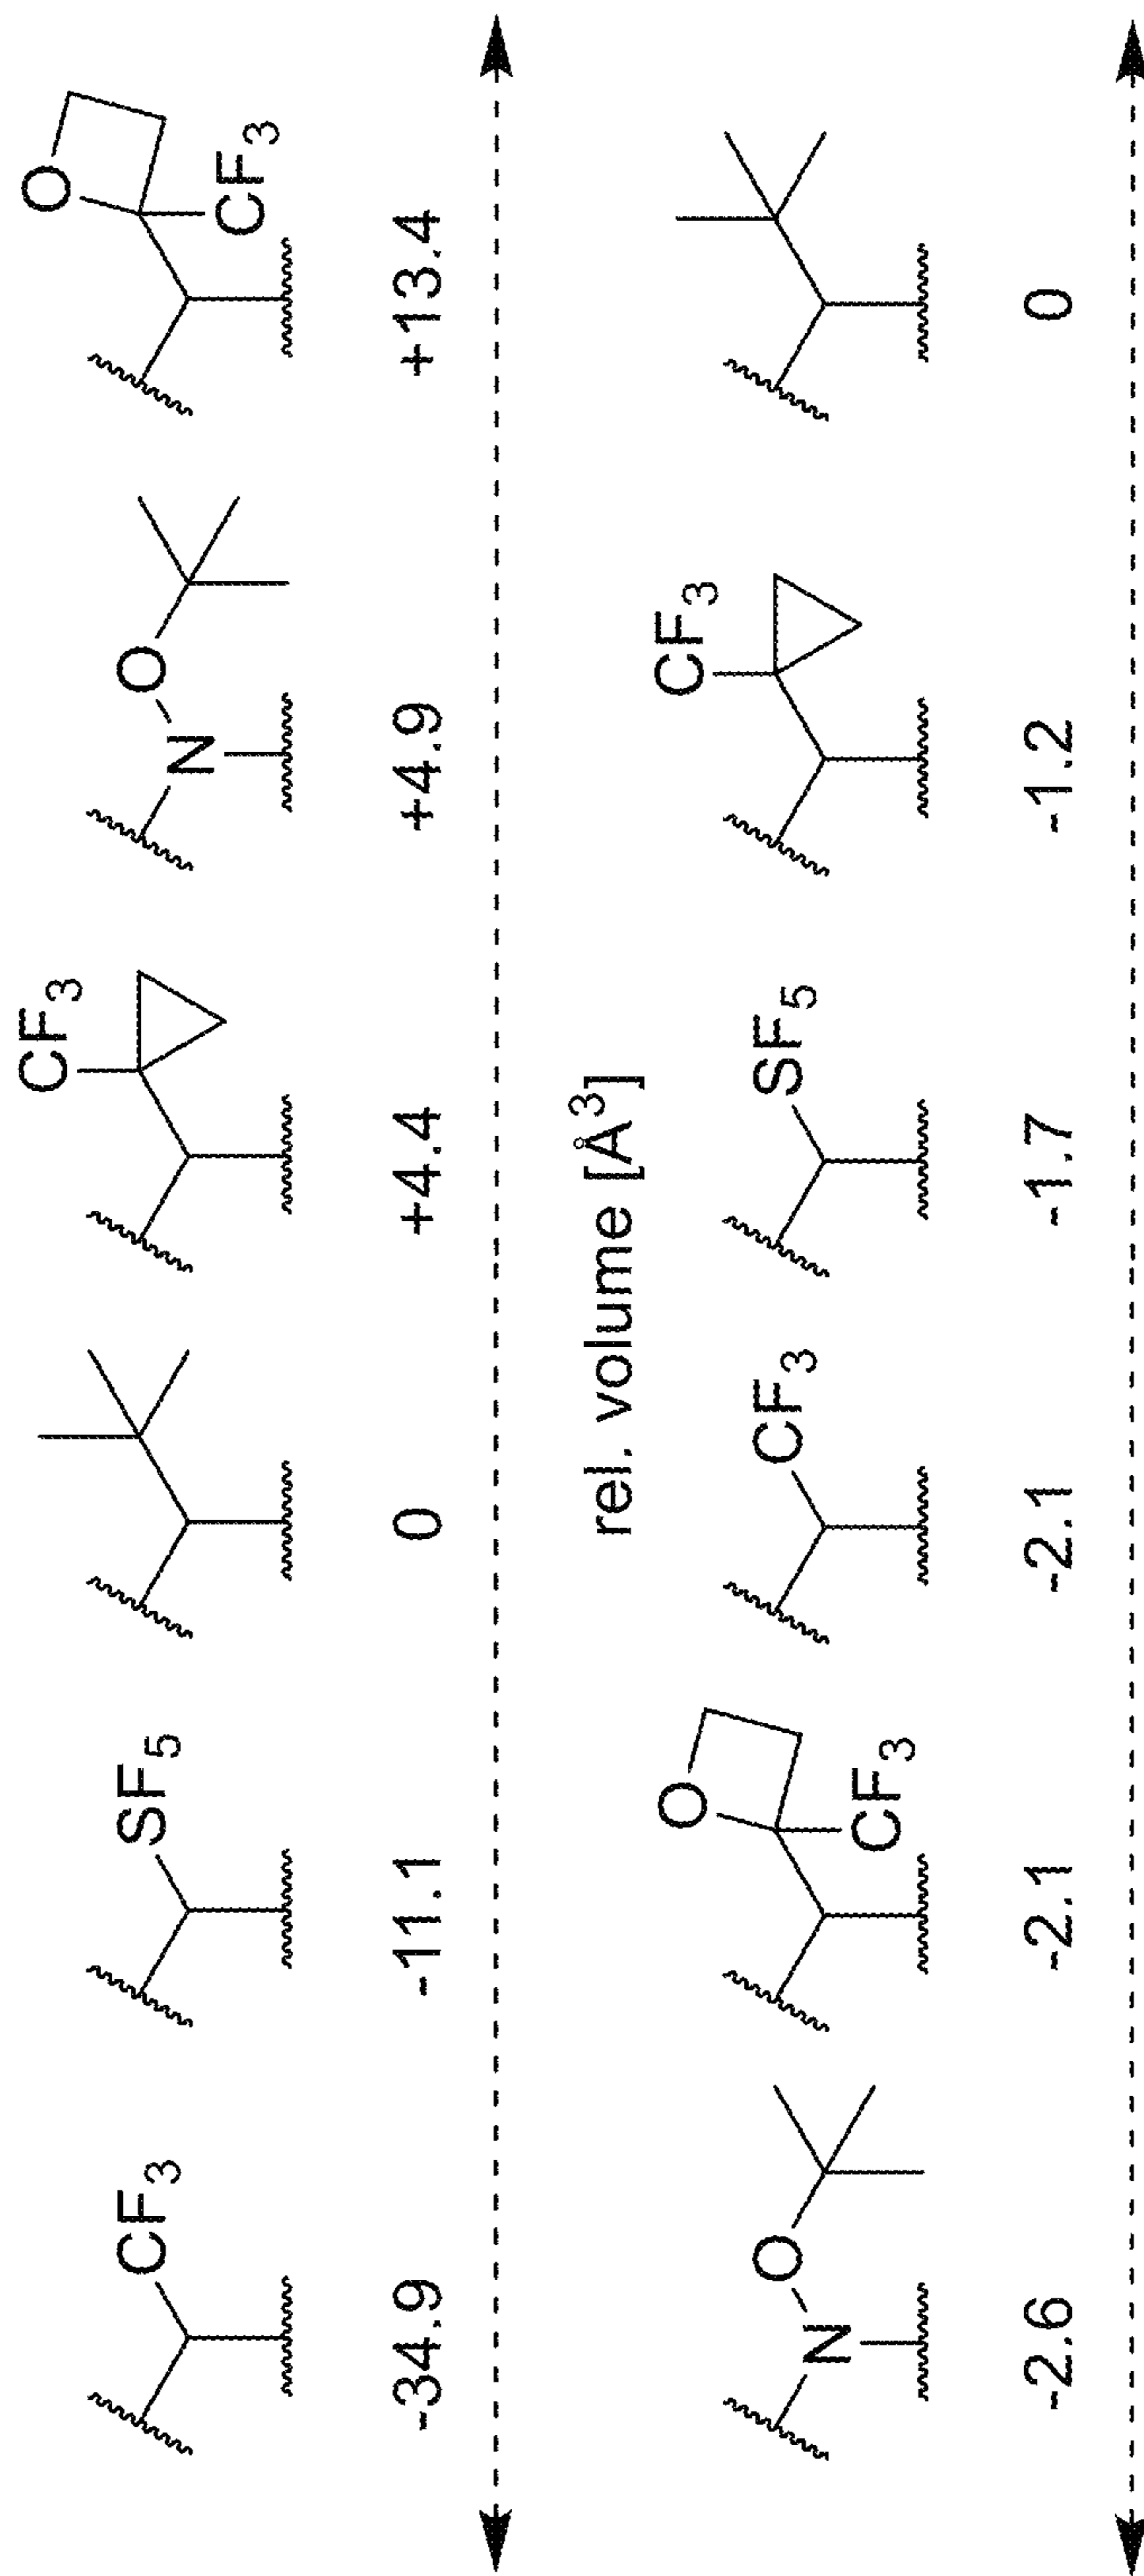 CF₃ SF₅ CF₃ N O O CF₃
-34.9 -11.1 0 +4.4 +4.9 +13.4
rel. volume [Å³]
N O O CF₃ CF₃ SF₅ CF₃
-2.6 -2.1 -2.1 -1.7 -1.2 0